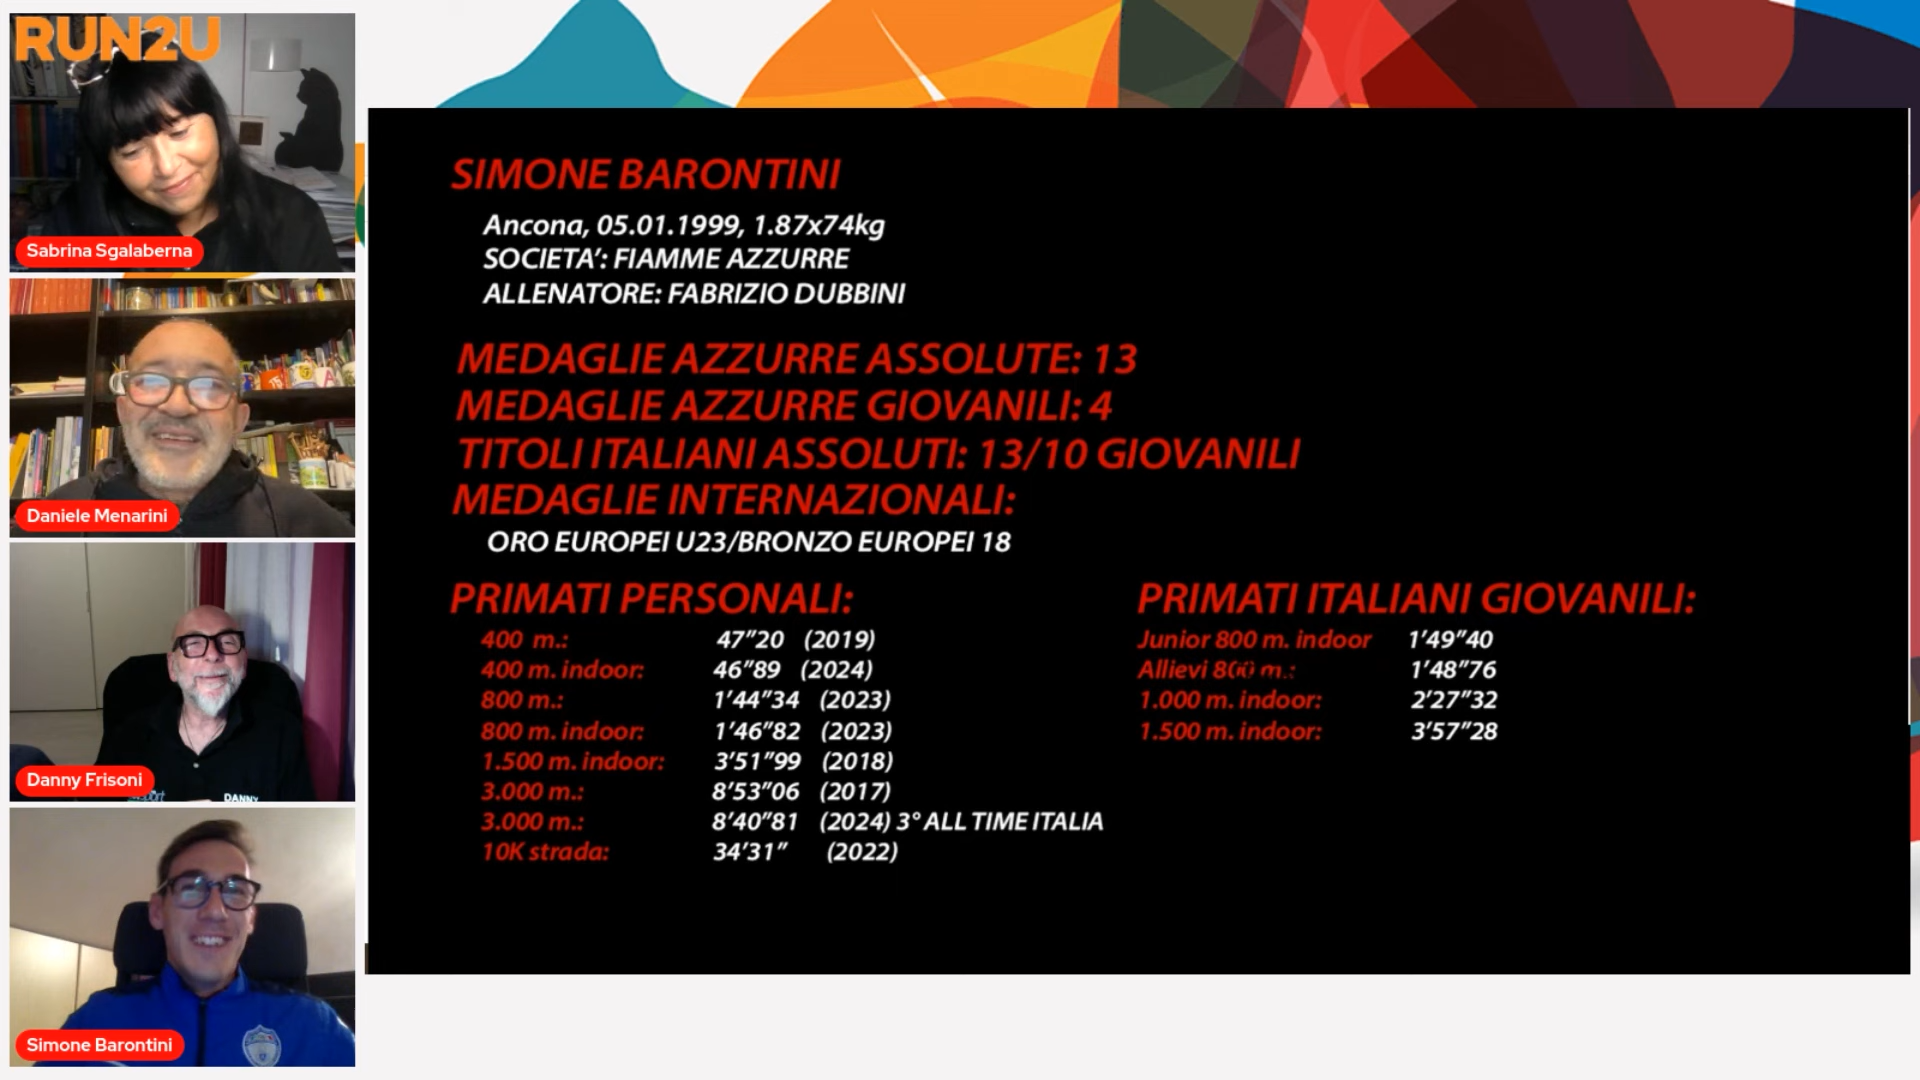 RUN2U
Sabrina Sgalaberna
Daniele Menarini
DANNY
Danny Frisoni
Simone Barontini
SIMONE BARONTINI
Ancona, 05.01.1999, 1.87x74kg
SOCIETA’: FIAMME AZZURRE
ALLENATORE: FABRIZIO DUBBINI
MEDAGLIE AZZURRE ASSOLUTE: 13
MEDAGLIE AZZURRE GIOVANILI: 4
TITOLI ITALIANI ASSOLUTI: 13/10 GIOVANILI
MEDAGLIE INTERNAZIONALI:
ORO EUROPEI U23/BRONZO EUROPEI 18
PRIMATI PERSONALI:
400 m.: 47”20 (2019)
400 m. indoor: 46”89 (2024)
800 m.: 1’44”34 (2023)
800 m. indoor: 1’46”82 (2023)
1.500 m. indoor: 3’51”99 (2018)
3.000 m.: 8’53”06 (2017)
3.000 m.: 8’40”81 (2024) 3° ALL TIME ITALIA
10K strada: 34’31” (2022)
PRIMATI ITALIANI GIOVANILI:
Junior 800 m. indoor 1’49”40
Allievi 800 m.: 1’48”76
1.000 m. indoor: 2’27”32
1.500 m. indoor: 3’57”28